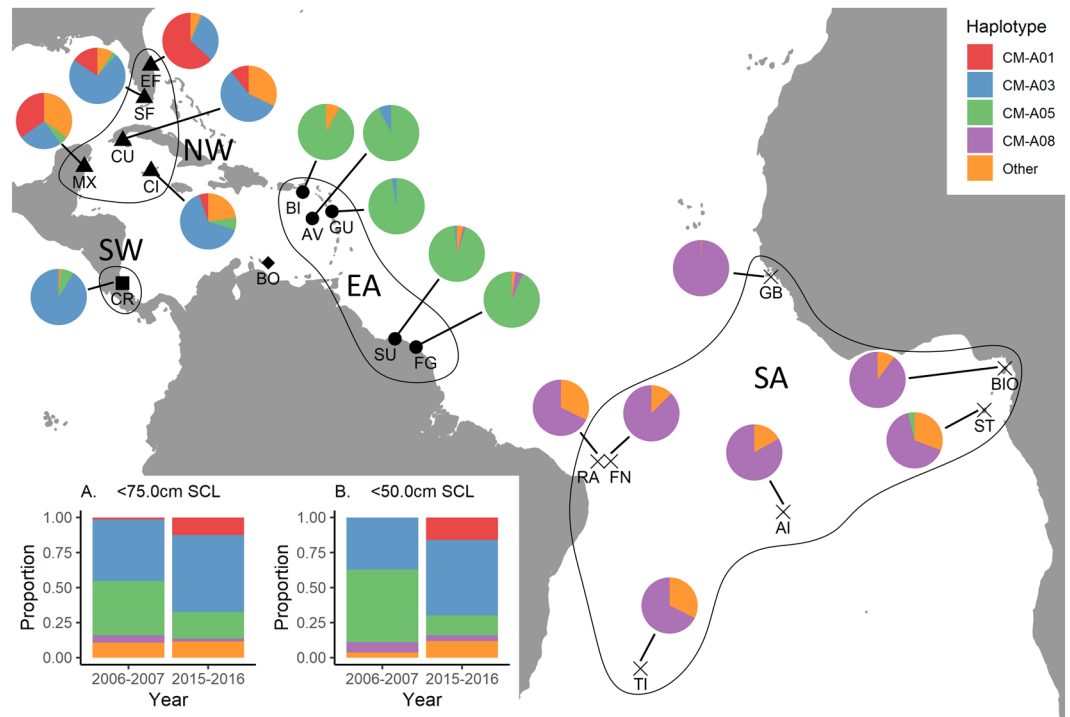 Haplotype
CM-A01
CM-A03
CM-A05
CM-A08
Other
EF
SF
CU
NW
MX
CI
SW
CR
BI
AV
GU
BO
EA
SU
FG
GB
SA
BIO
ST
RA
FN
AI
TI
A. <75.0cm SCL
1.00
0.75
0.50
0.25
0.00
Proportion
2006-2007 2015-2016
Year
B. <50.0cm SCL
1.00
0.75
0.50
0.25
0.00
Proportion
2006-2007 2015-2016
Year